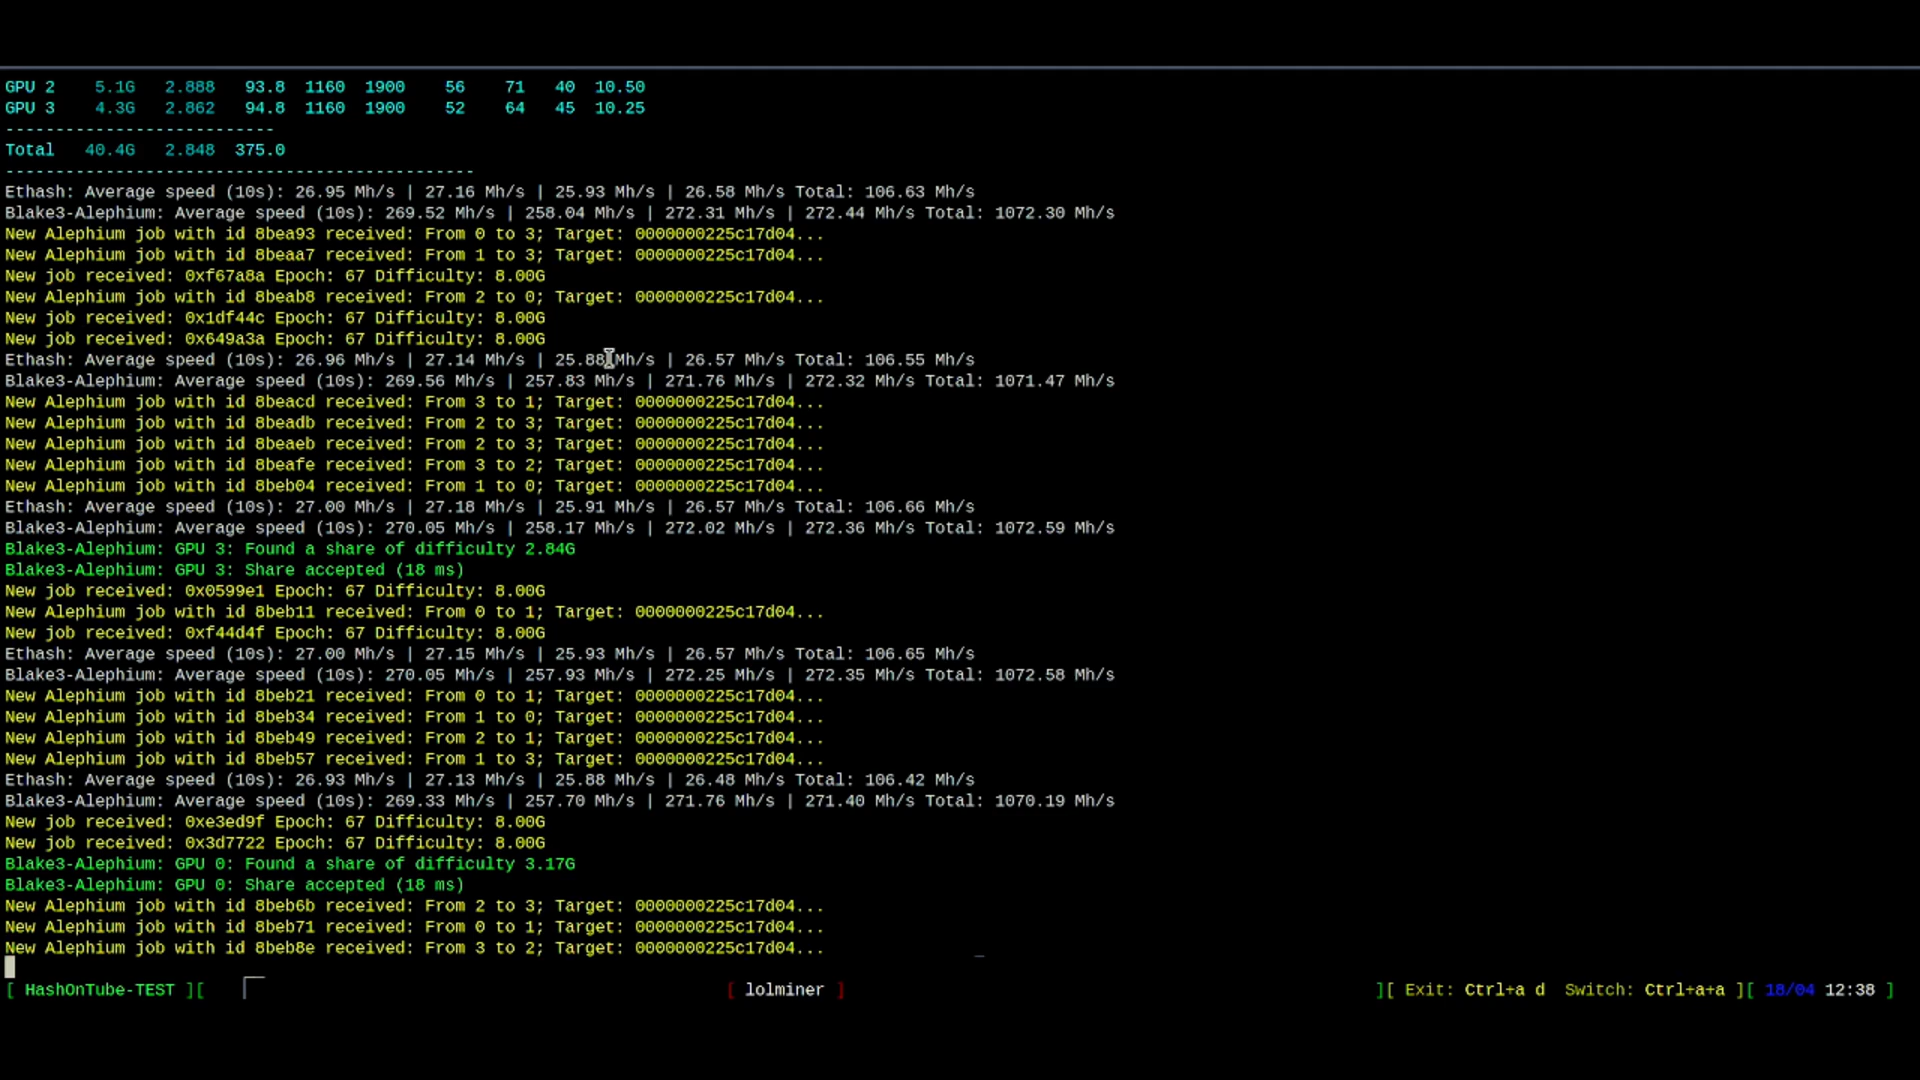 GPU 2 5.1G 2.888 93.8 1160 1900 56 71 40 10.50
GPU 3 4.3G 2.862 94.8 1160 1900 52 64 45 10.25
---------------------------
Total 40.4G 2.848 375.0
-----------------------------------------------
Ethash: Average speed (10s): 26.95 Mh/s | 27.16 Mh/s | 25.93 Mh/s | 26.58 Mh/s Total: 106.63 Mh/s
Blake3-Alephium: Average speed (10s): 269.52 Mh/s | 258.04 Mh/s | 272.31 Mh/s | 272.44 Mh/s Total: 1072.30 Mh/s
New Alephium job with id 8bea93 received: From 0 to 3; Target: 0000000225c17d04...
New Alephium job with id 8beaa7 received: From 1 to 3; Target: 0000000225c17d04...
New job received: 0xf67a8a Epoch: 67 Difficulty: 8.00G
New Alephium job with id 8beab8 received: From 2 to 0; Target: 0000000225c17d04...
New job received: 0x1df44c Epoch: 67 Difficulty: 8.00G
New job received: 0x649a3a Epoch: 67 Difficulty: 8.00G
Ethash: Average speed (10s): 26.96 Mh/s | 27.14 Mh/s | 25.88 Mh/s | 26.57 Mh/s Total: 106.55 Mh/s
Blake3-Alephium: Average speed (10s): 269.56 Mh/s | 257.83 Mh/s | 271.76 Mh/s | 272.32 Mh/s Total: 1071.47 Mh/s
New Alephium job with id 8beacd received: From 3 to 1; Target: 0000000225c17d04...
New Alephium job with id 8beadb received: From 2 to 3; Target: 0000000225c17d04...
New Alephium job with id 8beaeb received: From 2 to 3; Target: 0000000225c17d04...
New Alephium job with id 8beafe received: From 3 to 2; Target: 0000000225c17d04...
New Alephium job with id 8beb04 received: From 1 to 0; Target: 0000000225c17d04...
Ethash: Average speed (10s): 27.00 Mh/s | 27.18 Mh/s | 25.91 Mh/s | 26.57 Mh/s Total: 106.66 Mh/s
Blake3-Alephium: Average speed (10s): 270.05 Mh/s | 258.17 Mh/s | 272.02 Mh/s | 272.36 Mh/s Total: 1072.59 Mh/s
Blake3-Alephium: GPU 3: Found a share of difficulty 2.84G
Blake3-Alephium: GPU 3: Share accepted (18 ms)
New job received: 0x0599e1 Epoch: 67 Difficulty: 8.00G
New Alephium job with id 8beb11 received: From 0 to 1; Target: 0000000225c17d04...
New job received: 0xf44d4f Epoch: 67 Difficulty: 8.00G
Ethash: Average speed (10s): 27.00 Mh/s | 27.15 Mh/s | 25.93 Mh/s | 26.57 Mh/s Total: 106.65 Mh/s
Blake3-Alephium: Average speed (10s): 270.05 Mh/s | 257.93 Mh/s | 272.25 Mh/s | 272.35 Mh/s Total: 1072.58 Mh/s
New Alephium job with id 8beb21 received: From 0 to 1; Target: 0000000225c17d04...
New Alephium job with id 8beb34 received: From 1 to 0; Target: 0000000225c17d04...
New Alephium job with id 8beb49 received: From 2 to 1; Target: 0000000225c17d04...
New Alephium job with id 8beb57 received: From 1 to 3; Target: 0000000225c17d04...
Ethash: Average speed (10s): 26.93 Mh/s | 27.13 Mh/s | 25.88 Mh/s | 26.48 Mh/s Total: 106.42 Mh/s
Blake3-Alephium: Average speed (10s): 269.33 Mh/s | 257.70 Mh/s | 271.76 Mh/s | 271.40 Mh/s Total: 1070.19 Mh/s
New job received: 0xe3ed9f Epoch: 67 Difficulty: 8.00G
New job received: 0x3d7722 Epoch: 67 Difficulty: 8.00G
Blake3-Alephium: GPU 0: Found a share of difficulty 3.17G
Blake3-Alephium: GPU 0: Share accepted (18 ms)
New Alephium job with id 8beb6b received: From 2 to 3; Target: 0000000225c17d04...
New Alephium job with id 8beb71 received: From 0 to 1; Target: 0000000225c17d04...
New Alephium job with id 8beb8e received: From 3 to 2; Target: 0000000225c17d04...
[ HashOnTube-TEST ][ [ lolminer ] ][ Exit: Ctrl+a d Switch: Ctrl+a+a ][ 18/04 12:38 ]